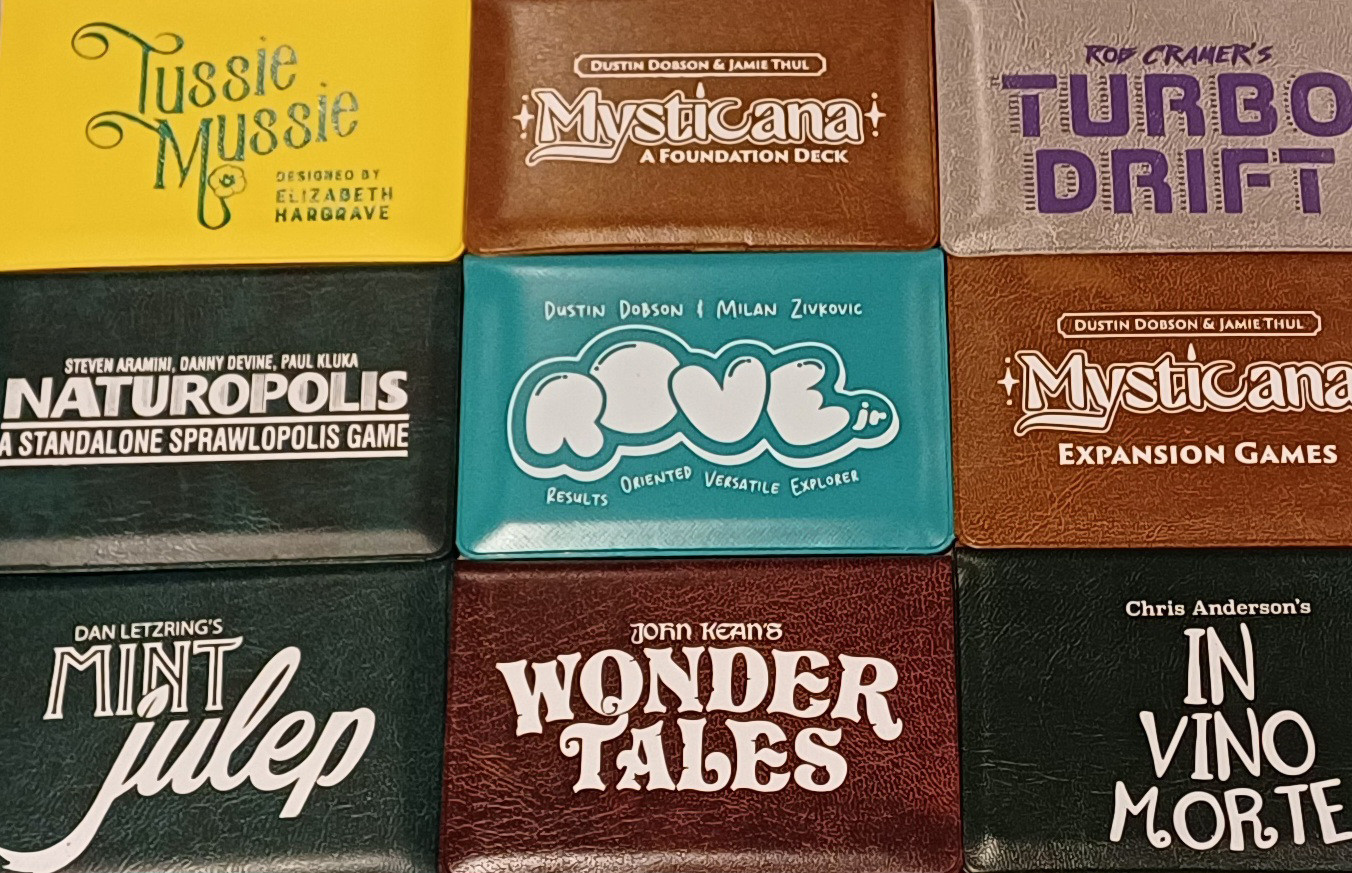 Tussie
Mussie
DESIGNED BY
ELIZABETH
HARGRAVE
DUSTIN DOBSON & JAMIE THUL
Mysticana
A FOUNDATION DECK
ROB CRAMER'S
TURBO
DRIFT
STEVEN ARAMINI, DANNY DEVINE, PAUL KLUKA
NATUROPOLIS
A STANDALONE SPRAWLOPOLIS GAME
DUSTIN DOBSON & MILAN ZIVKOVIC
ROVE jr
RESULTS ORIENTED VERSATILE EXPLORER
DUSTIN DOBSON & JAMIE THUL
Mysticana
EXPANSION GAMES
DAN LETZRING'S
MINT
julep
JOHN KEAN'S
WONDER
TALES
Chris Anderson's
IN
VINO
MORTE